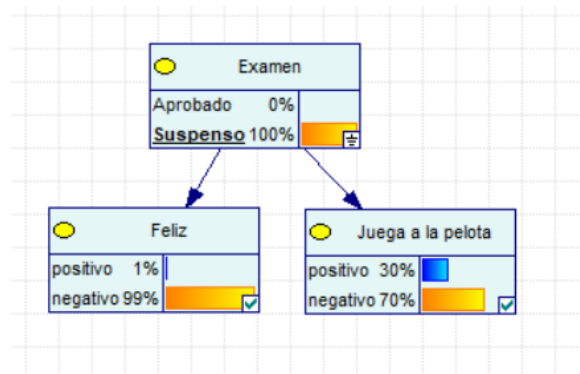 Examen
Aprobado 0%
Suspenso 100%
Feliz
positivo 1%
negativo 99%
Juega a la pelota
positivo 30%
negativo 70%